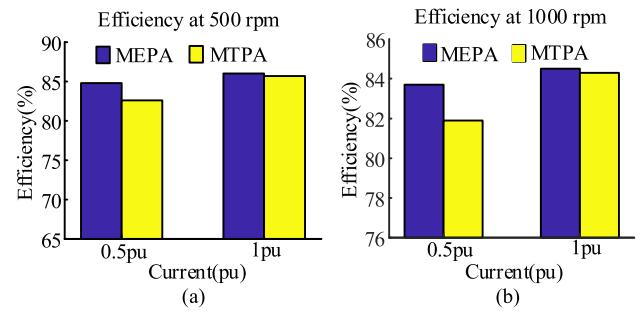 Efficiency at 500 rpm
90
85
80
75
70
65
Efficiency(%)
MEPA MTPA
0.5pu 1pu
Current(pu)
(a)
Efficiency at 1000 rpm
86
84
82
80
78
76
Efficiency(%)
MEPA MTPA
0.5pu 1pu
Current(pu)
(b)